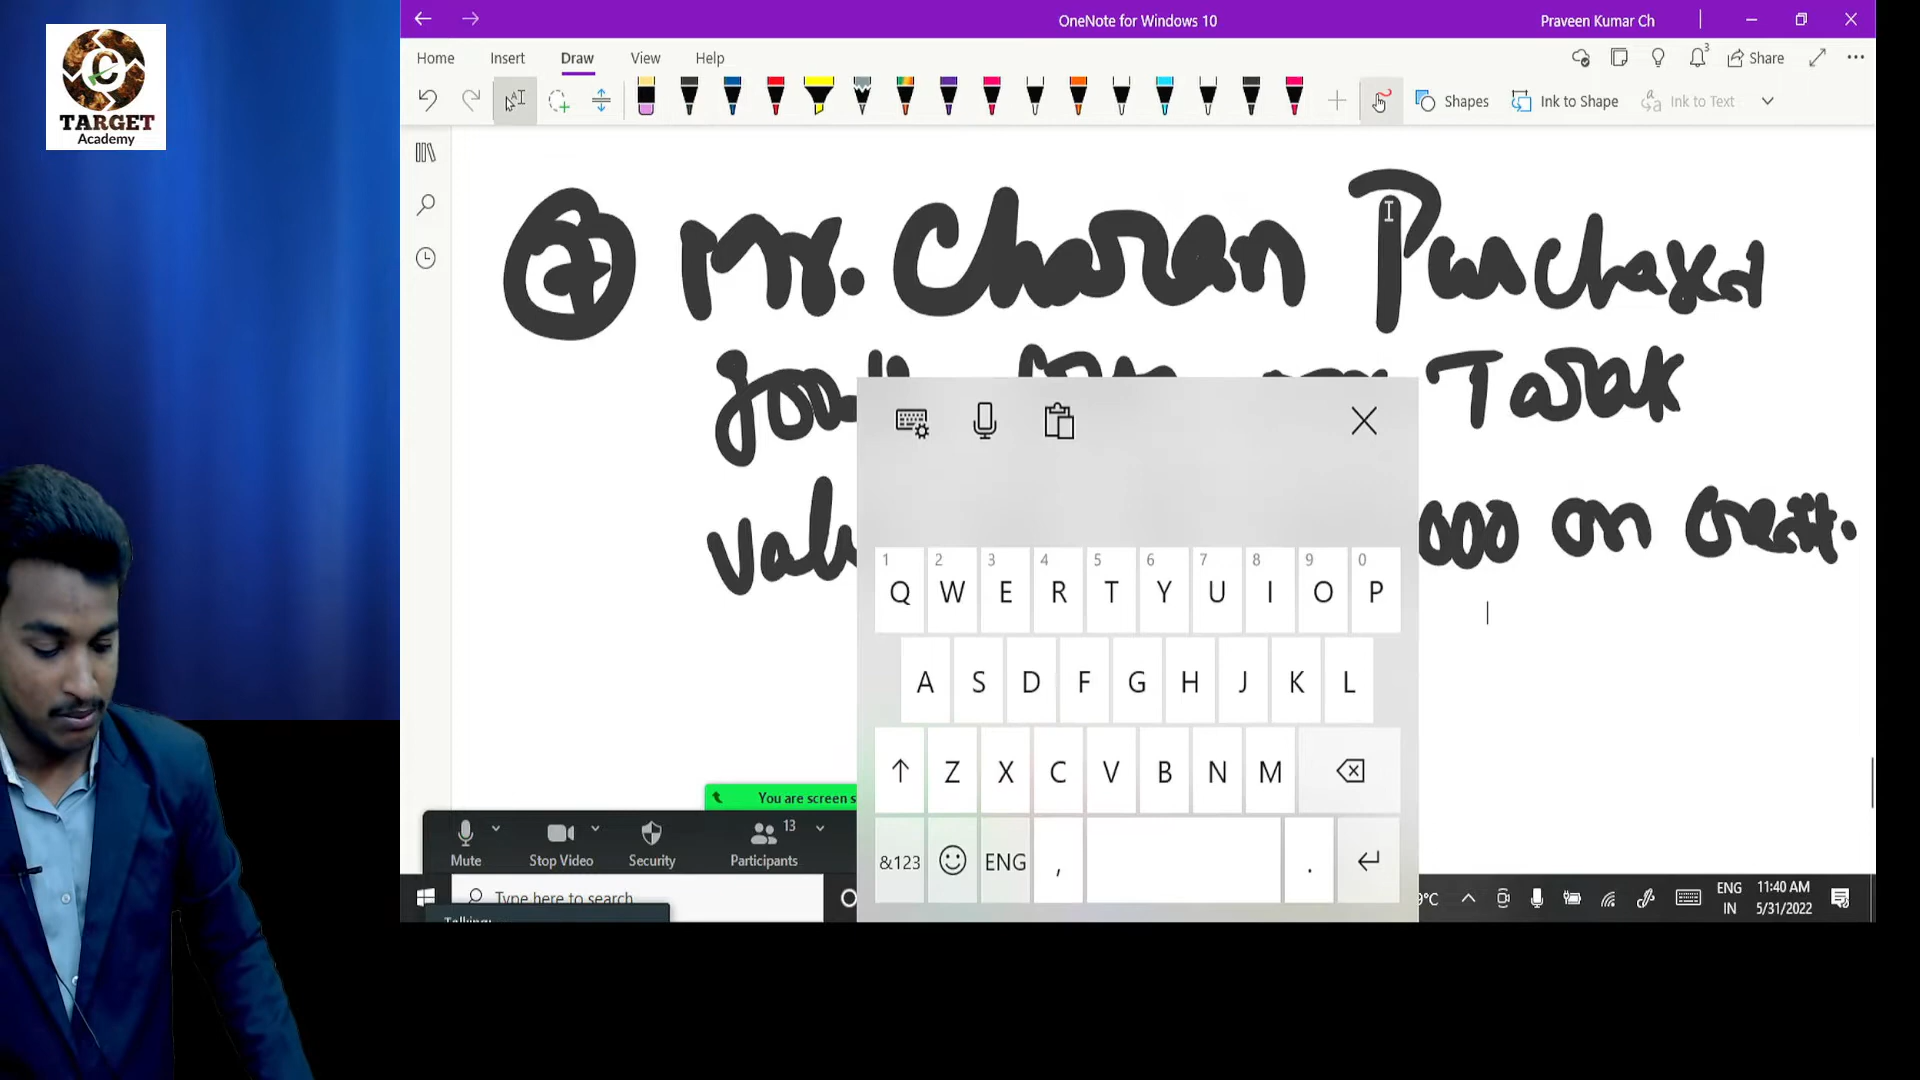 TARGET
Academy
OneNote for Windows 10
Praveen Kumar Ch
Home Insert Draw View Help
3
Share
Shapes
Ink to Shape
Ink to Text
Mr. Charan Purchased
Tarak
000 on credit.
1 2 3 4 5 6 7 8 9 0
Q W E R T Y U I O P
A S D F G H J K L
Z X C V B N M
&123 ENG , .
You are screen s
13
Mute Stop Video Security Participants
Type here to search
Talking:
9°C
ENG
IN
11:40 AM
5/31/2022